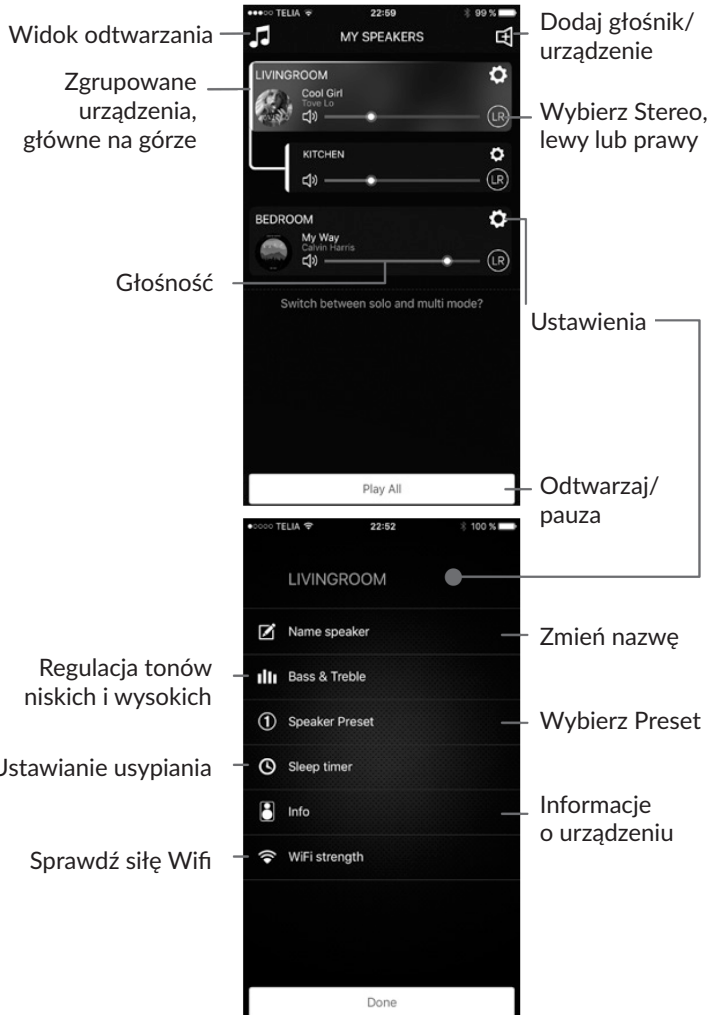 TELIA 22:59 99 %
MY SPEAKERS
Widok odtwarzania
Dodaj głośnik/
urządzenie
Zgrupowane
urządzenia,
główne na górze
LIVINGROOM
Cool Girl
Tove Lo
LR
Wybierz Stereo,
lewy lub prawy
KITCHEN
LR
BEDROOM
My Way
Calvin Harris
LR
Głośność
Switch between solo and multi mode?
Ustawienia
Play All
Odtwarzaj/
pauza
TELIA 22:52 100 %
LIVINGROOM
Name speaker
Zmień nazwę
Regulacja tonów
niskich i wysokich
Bass & Treble
1 Speaker Preset
Wybierz Preset
Ustawianie usypiania
Sleep timer
Info
Informacje
o urządzeniu
Sprawdź siłę Wifi
WiFi strength
Done